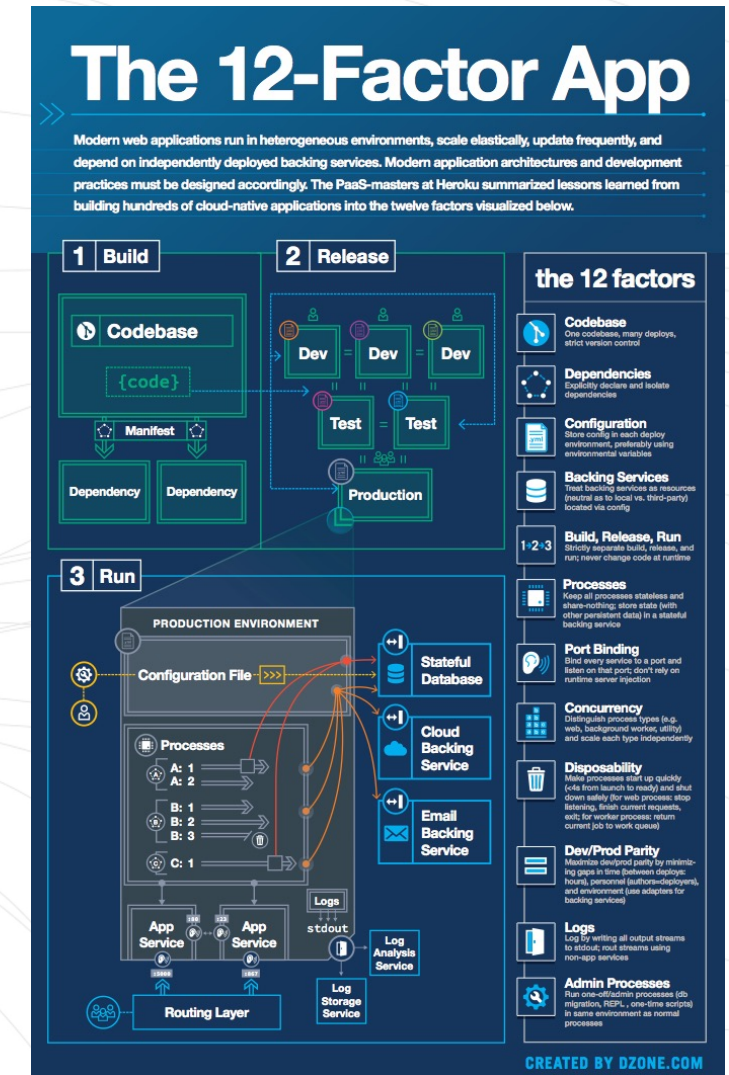 The 12-Factor App
Modern web applications run in heterogeneous environments, scale elastically, update frequently, and
depend on independently deployed backing services. Modern application architectures and development
practices must be designed accordingly. The PaaS-masters at Heroku summarized lessons learned from
building hundreds of cloud-native applications into the twelve factors visualized below.
1 Build
Codebase
{code}
Manifest
Dependency
Dependency
2 Release
Dev = Dev = Dev
Test = Test
Production
3 Run
PRODUCTION ENVIRONMENT
Configuration File >>>
Processes
A: 1
A: 2
B: 1
B: 2
B: 3
C: 1
Stateful
Database
Cloud
Backing
Service
Email
Backing
Service
Logs
stdout
App
Service
App
Service
Log
Analysis
Service
Log
Storage
Service
Routing Layer
the 12 factors
Codebase
One codebase, many deploys,
strict version control
Dependencies
Explicitly declare and isolate
dependencies
.yml
Configuration
Store config in each deploy
environment, preferably using
environmental variables
Backing Services
Treat backing services as resources
(neutral as to local vs. third-party)
located via config
1→2→3
Build, Release, Run
Strictly separate build, release, and
run; never change code at runtime
Processes
Keep all processes stateless and
share-nothing; store state (with
other persistent data) in a stateful
backing service
Port Binding
Bind every service to a port and
listen on that port; don't rely on
runtime server injection
Concurrency
Distinguish process types (e.g.
web, background worker, utility)
and scale each type independently
Disposability
Make processes start up quickly
(<4s from launch to ready) and shut
down safely (for web process: stop
listening, finish current requests,
exit; for worker process: return
current job to work queue)
Dev/Prod Parity
Maximize dev/prod parity by minimiz-
ing gaps in time (between deploys:
hours), personnel (authors=deployers),
and environment (use adapters for
backing services)
Logs
Log by writing all output streams
to stdout; rout streams using
non-app services
Admin Processes
Run one-off/admin processes (db
migration, REPL , one-time scripts)
in same environment as normal
processes
CREATED BY DZONE.COM